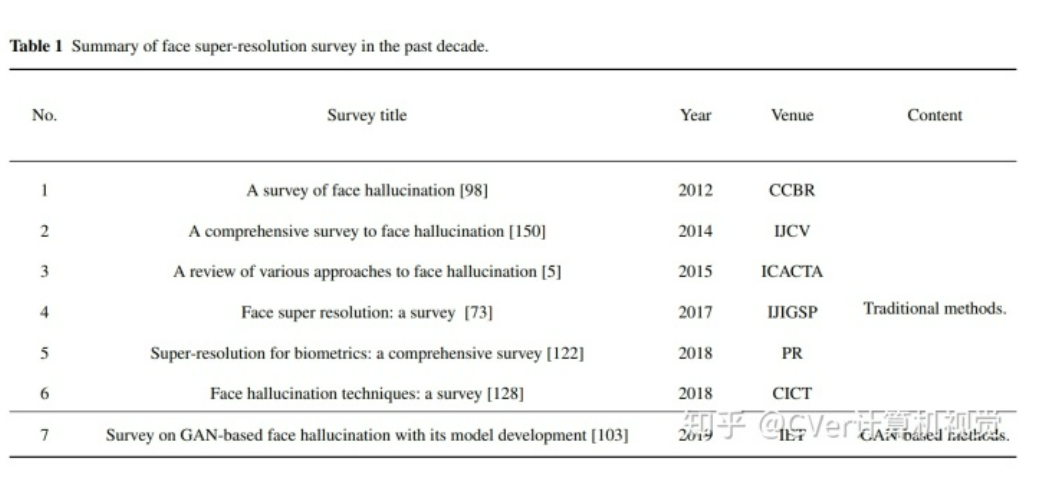 Table 1 Summary of face super-resolution survey in the past decade.
No. Survey title Year Venue Content
1 A survey of face hallucination [98] 2012 CCBR
2 A comprehensive survey to face hallucination [150] 2014 IJCV
3 A review of various approaches to face hallucination [5] 2015 ICACTA
4 Face super resolution: a survey [73] 2017 IJIGSP Traditional methods.
5 Super-resolution for biometrics: a comprehensive survey [122] 2018 PR
6 Face hallucination techniques: a survey [128] 2018 CICT
7 Survey on GAN-based face hallucination with its model development [103] 2019 IET GAN-based methods.
知乎 @CVer计算机视觉